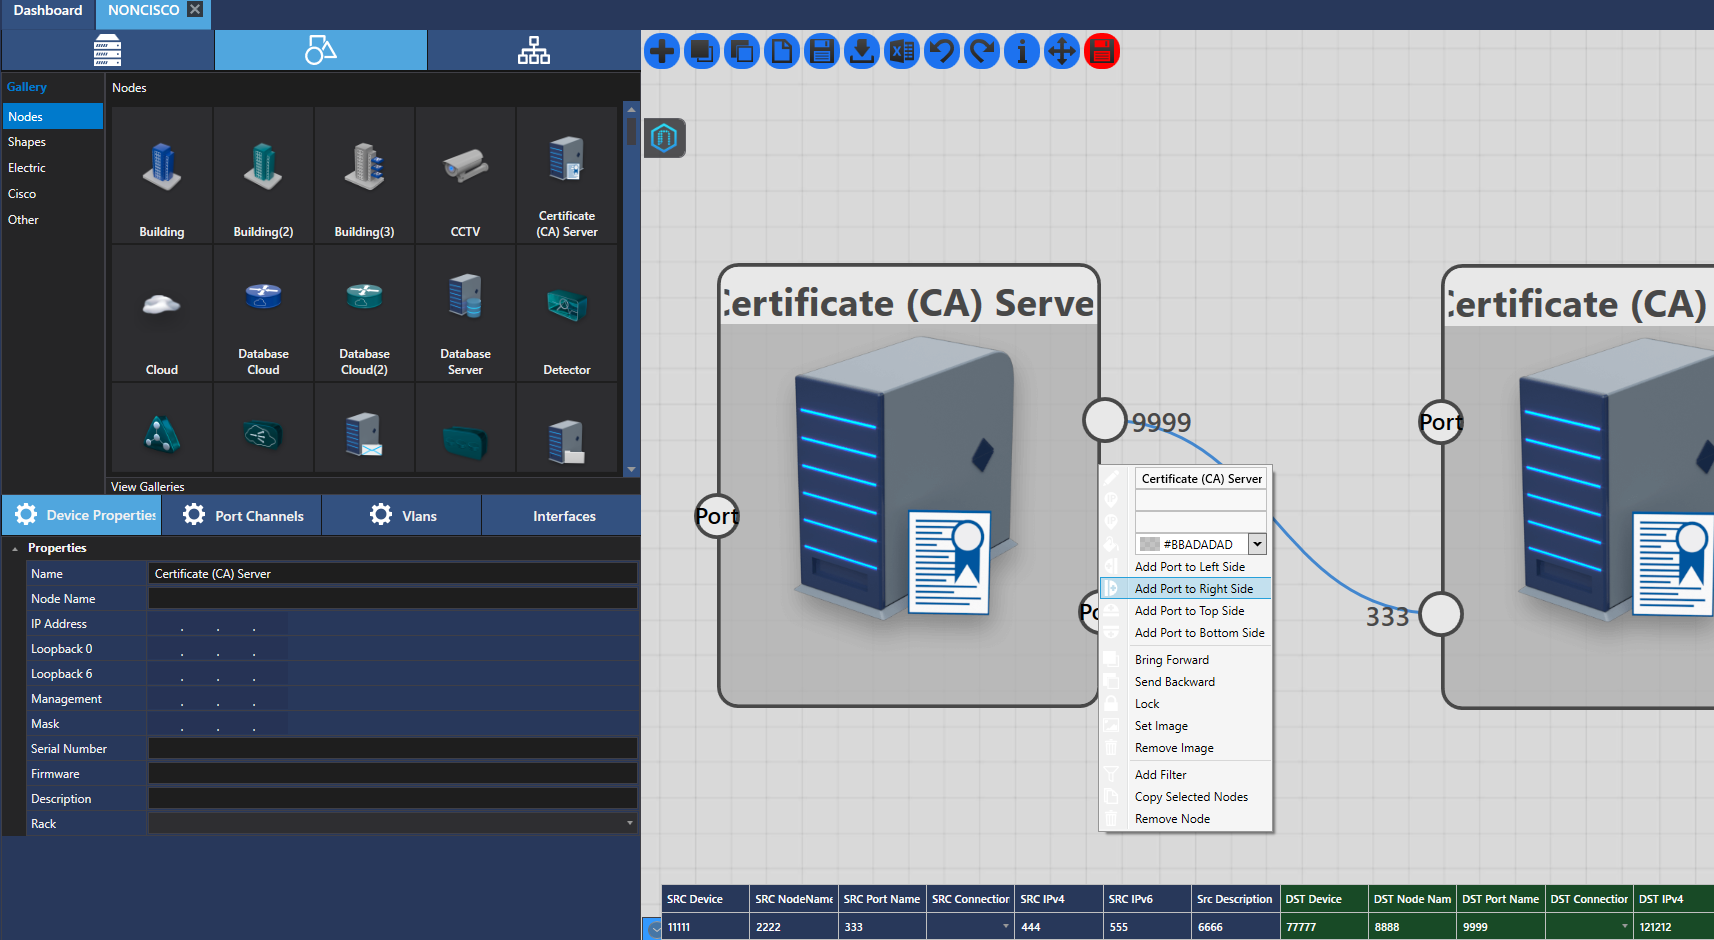 Dashboard
NONCISCO
Gallery
Nodes
Shapes
Electric
Cisco
Other
Nodes
Building
Building(2)
Building(3)
CCTV
Certificate
(CA) Server
Cloud
Database
Cloud
Database
Cloud(2)
Database
Server
Detector
View Galleries
Device Properties
Port Channels
Vlans
Interfaces
Properties
Name
Certificate (CA) Server
Node Name
IP Address
. . .
Loopback 0
. . .
Loopback 6
. . .
Management
. . .
Mask
. . .
Serial Number
Firmware
Description
Rack
Certificate (CA) Serve
Port
9999
Po
Certificate (CA)
Port
333
Certificate (CA) Server
#BBADADAD
Add Port to Left Side
Add Port to Right Side
Add Port to Top Side
Add Port to Bottom Side
Bring Forward
Send Backward
Lock
Set Image
Remove Image
Add Filter
Copy Selected Nodes
Remove Node
SRC Device SRC NodeName SRC Port Name SRC Connection SRC IPv4 SRC IPv6 Src Description DST Device DST Node Nam DST Port Name DST Connection DST IPv4
11111 2222 333 444 555 6666 77777 8888 9999 121212